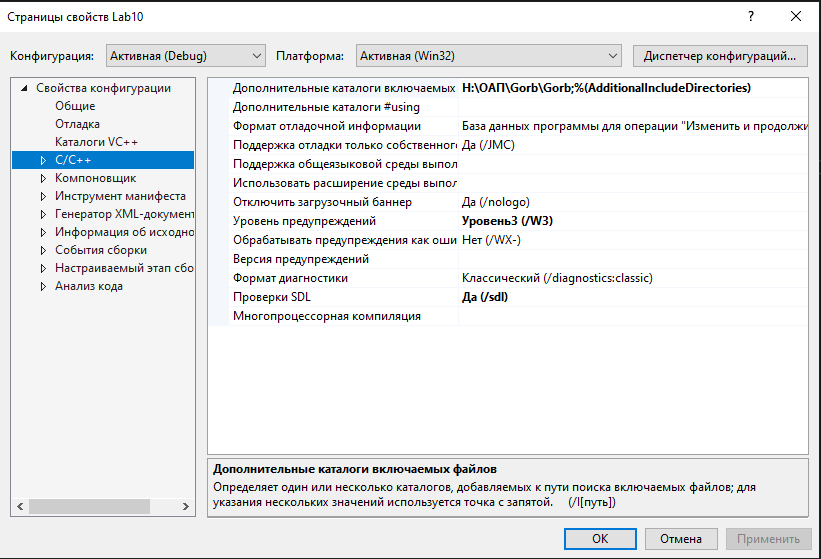 Страницы свойств Lab10
?
Конфигурация: Активная (Debug) Платформа: Активная (Win32) Диспетчер конфигураций...
Свойства конфигурации
Общие
Отладка
Каталоги VC++
C/C++
Компоновщик
Инструмент манифеста
Генератор XML-документ
Информация об исходно
События сборки
Настраиваемый этап сбо
Анализ кода
Дополнительные каталоги включаемых H:\ОАП\Gorb\Gorb;%(AdditionalIncludeDirectories)
Дополнительные каталоги #using
Формат отладочной информации База данных программы для операции "Изменить и продолжи
Поддержка отладки только собственног Да (/JMC)
Поддержка общеязыковой среды выпол
Использовать расширение среды выпол
Отключить загрузочный баннер Да (/nologo)
Уровень предупреждений Уровень3 (/W3)
Обрабатывать предупреждения как оши Нет (/WX-)
Версия предупреждений
Формат диагностики Классический (/diagnostics:classic)
Проверки SDL Да (/sdl)
Многопроцессорная компиляция
Дополнительные каталоги включаемых файлов
Определяет один или несколько каталогов, добавляемых к пути поиска включаемых файлов; для
указания нескольких значений используется точка с запятой. (/I[путь])
ОК Отмена Применить